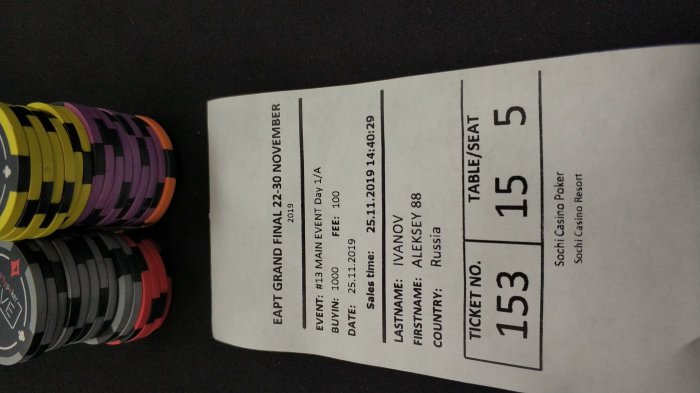 EAPT GRAND FINAL 22-30 NOVEMBER
2019
EVENT: #13 MAIN EVENT Day 1/A
BUYIN: 1000 FEE: 100
DATE: 25.11.2019
Sales time: 25.11.2019 14:40:29
LASTNAME: IVANOV
FIRSTNAME: ALEKSEY 88
COUNTRY: Russia
TICKET NO. TABLE/SEAT
153 15 5
Sochi Casino Poker
Sochi Casino Resort